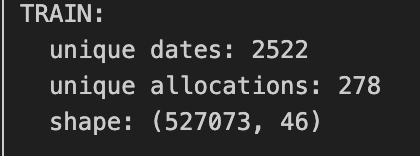 TRAIN:
unique dates: 2522
unique allocations: 278
shape: (527073, 46)